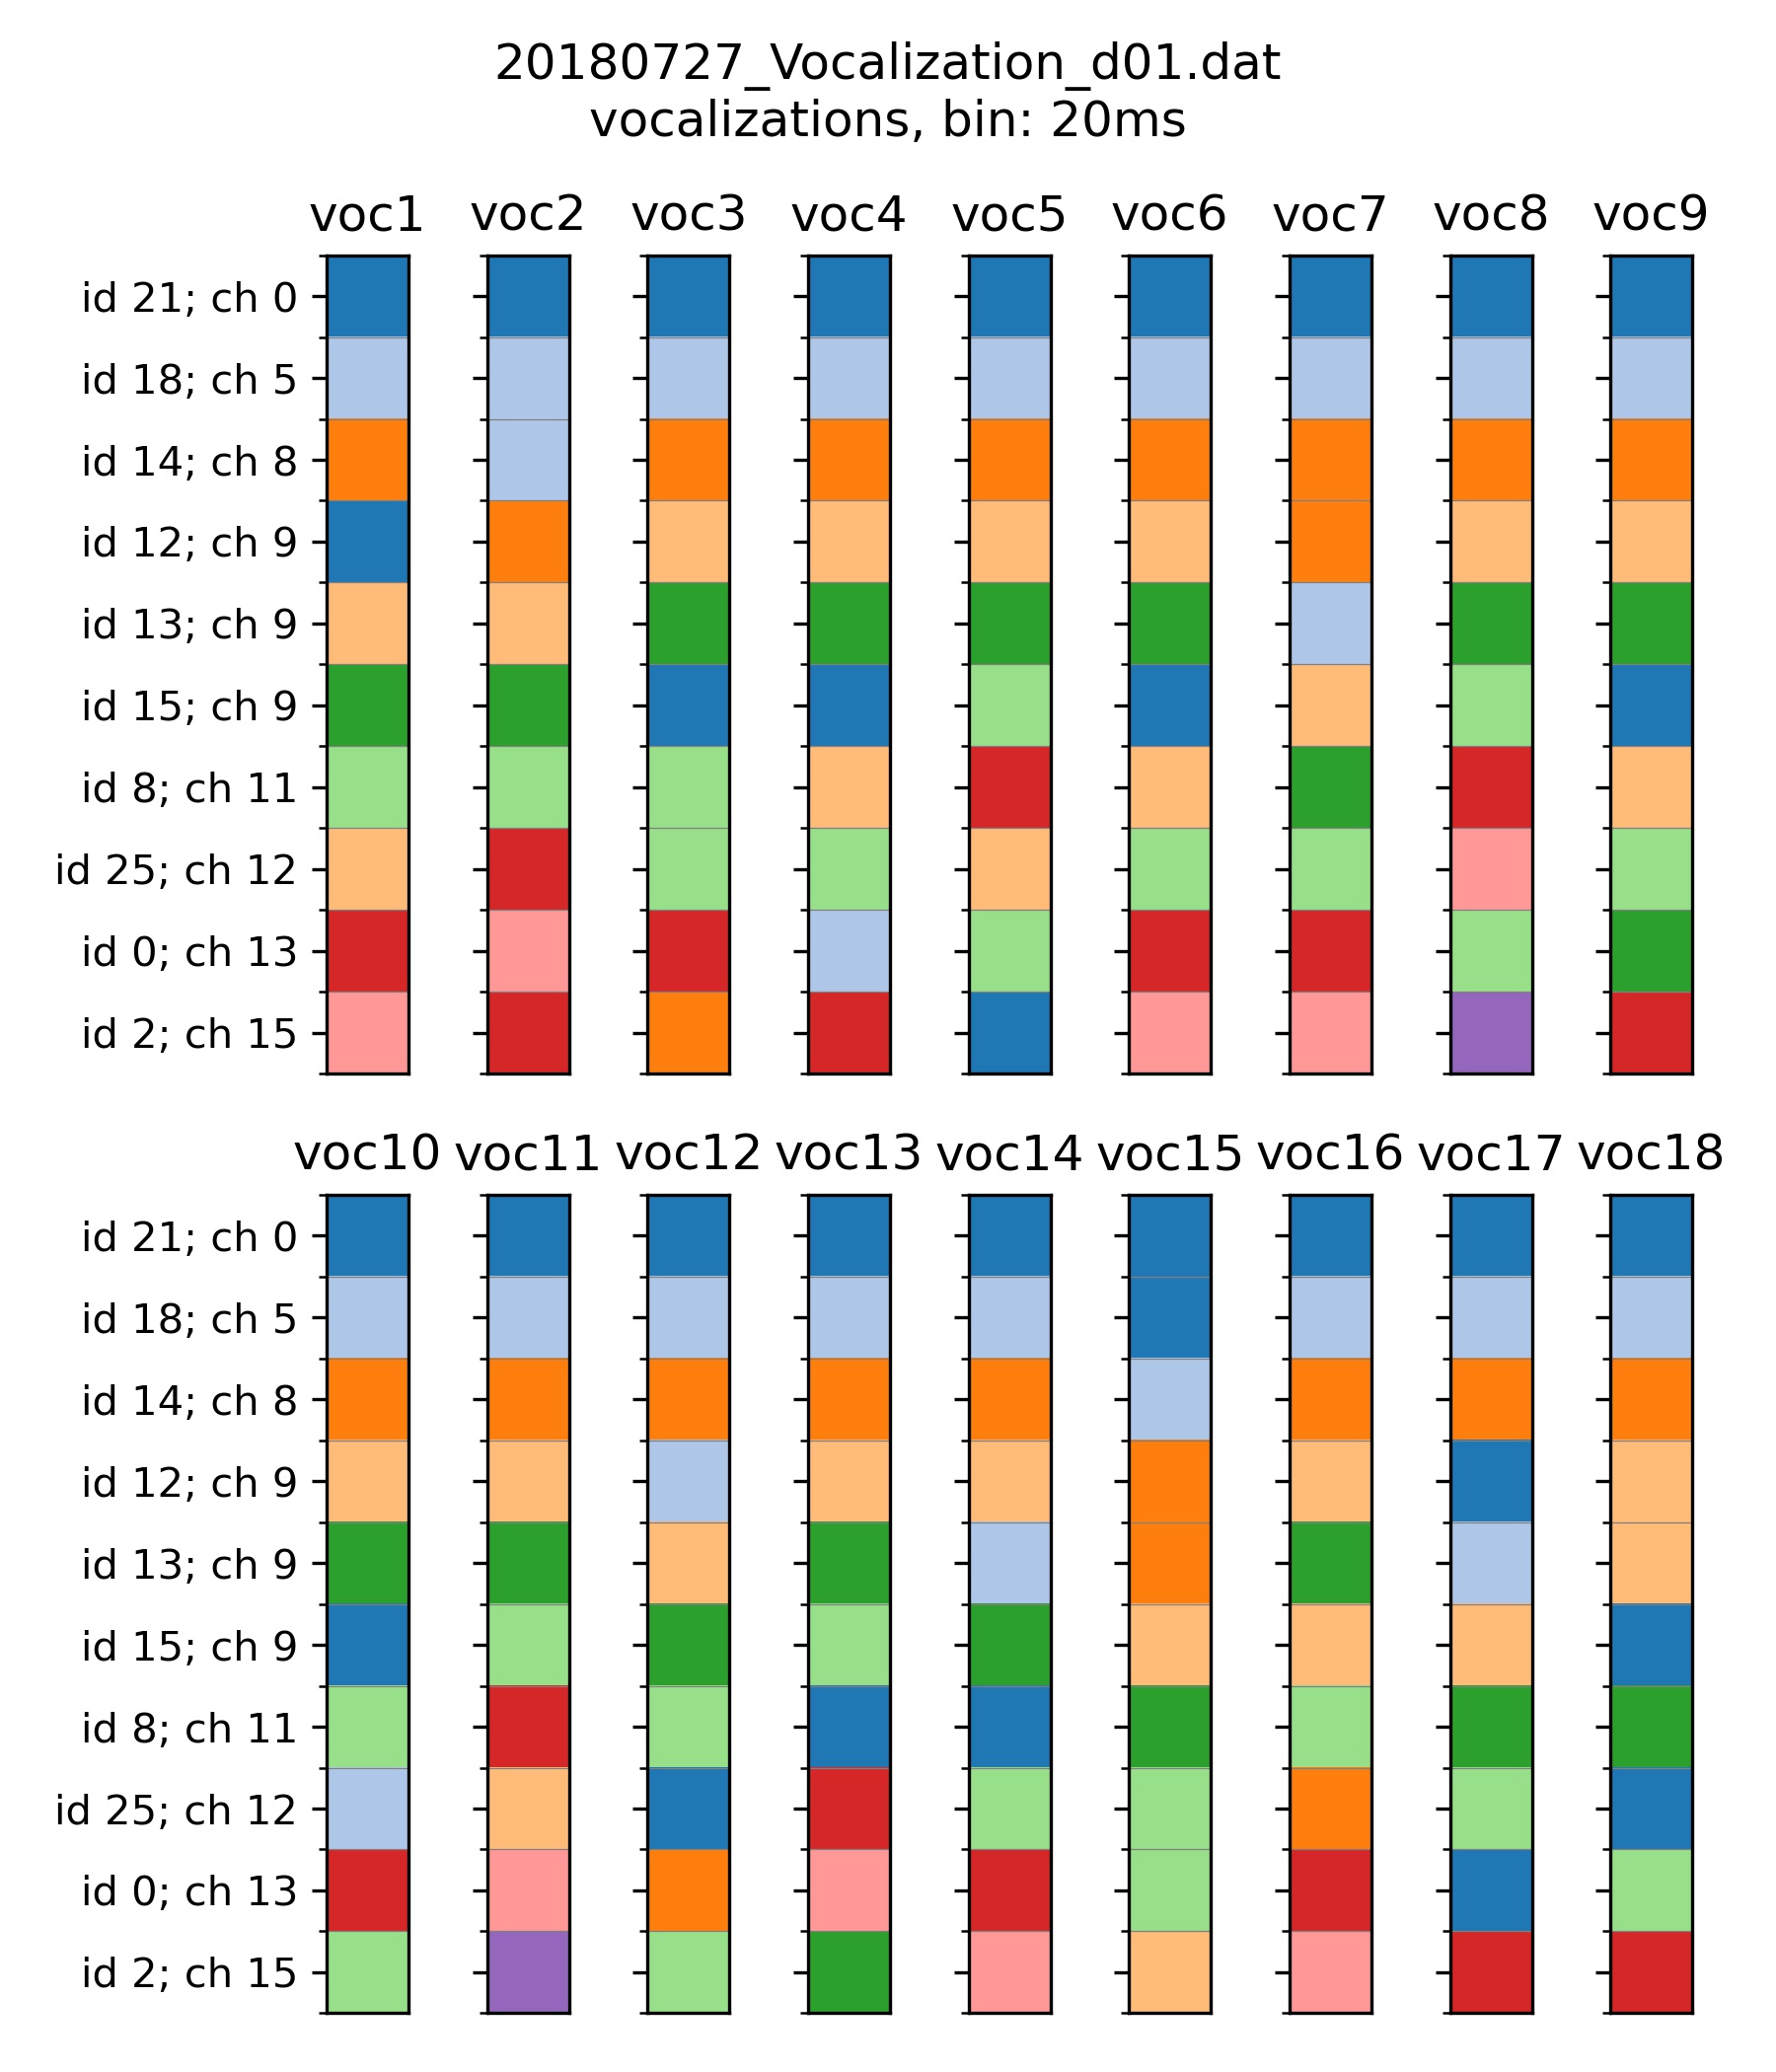 20180727_Vocalization_d01.dat
vocalizations, bin: 20ms
voc1 voc2 voc3 voc4 voc5 voc6 voc7 voc8 voc9
id 21; ch 0
id 18; ch 5
id 14; ch 8
id 12; ch 9
id 13; ch 9
id 15; ch 9
id 8; ch 11
id 25; ch 12
id 0; ch 13
id 2; ch 15
voc10 voc11 voc12 voc13 voc14 voc15 voc16 voc17 voc18
id 21; ch 0
id 18; ch 5
id 14; ch 8
id 12; ch 9
id 13; ch 9
id 15; ch 9
id 8; ch 11
id 25; ch 12
id 0; ch 13
id 2; ch 15